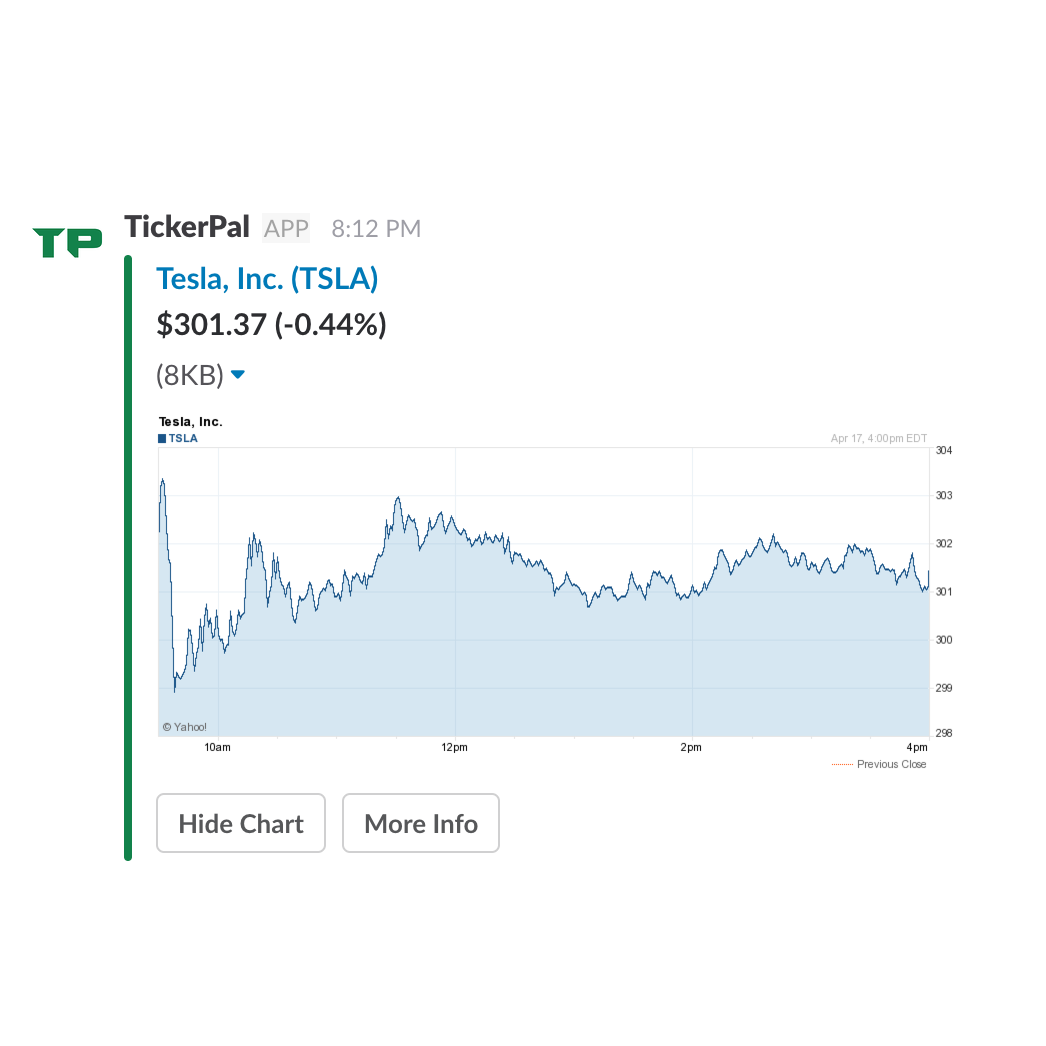 TP
TickerPal APP 8:12 PM
Tesla, Inc. (TSLA)
$301.37 (-0.44%)
(8KB)
Tesla, Inc.
TSLA
Apr 17, 4:00pm EDT
304
303
302
301
300
299
298
© Yahoo!
10am 12pm 2pm 4pm
Previous Close
Hide Chart More Info